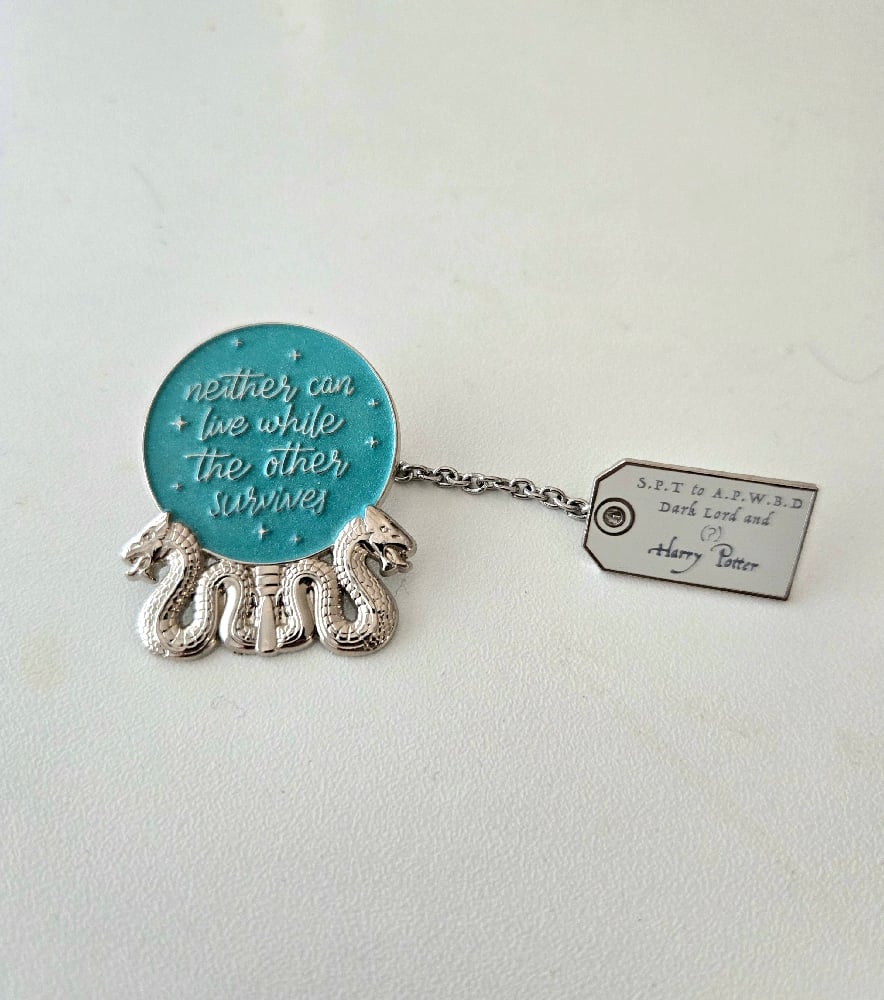 neither can
live while
the other
survives
S.P.T to A.P.W.B.D
Dark Lord and
(?)
Harry Potter